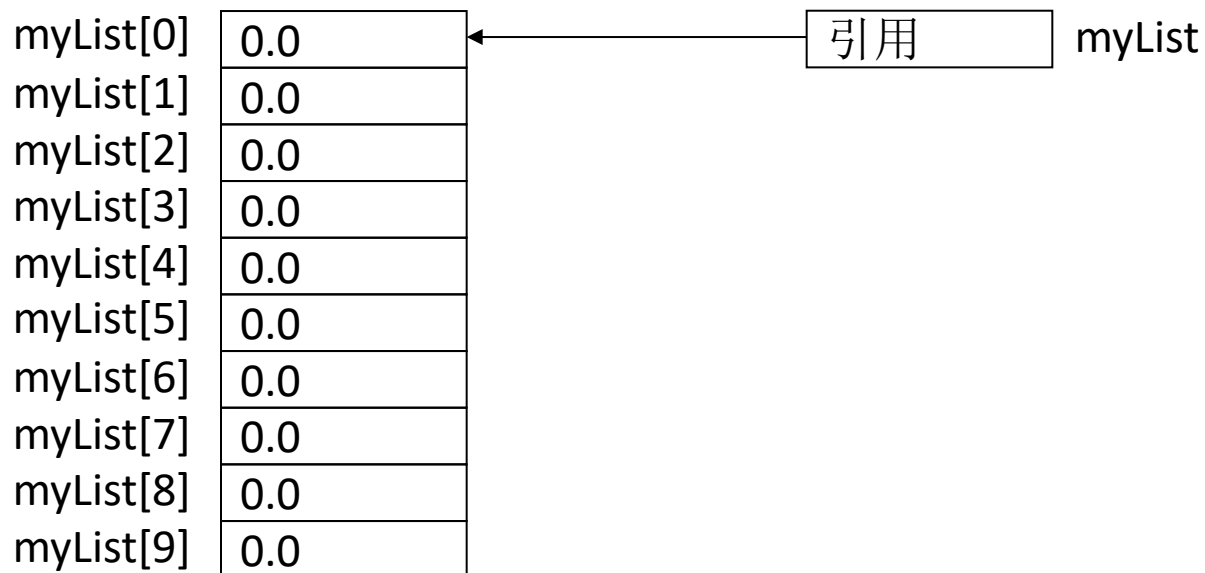 myList[0] 0.0 引用 myList
myList[1] 0.0
myList[2] 0.0
myList[3] 0.0
myList[4] 0.0
myList[5] 0.0
myList[6] 0.0
myList[7] 0.0
myList[8] 0.0
myList[9] 0.0